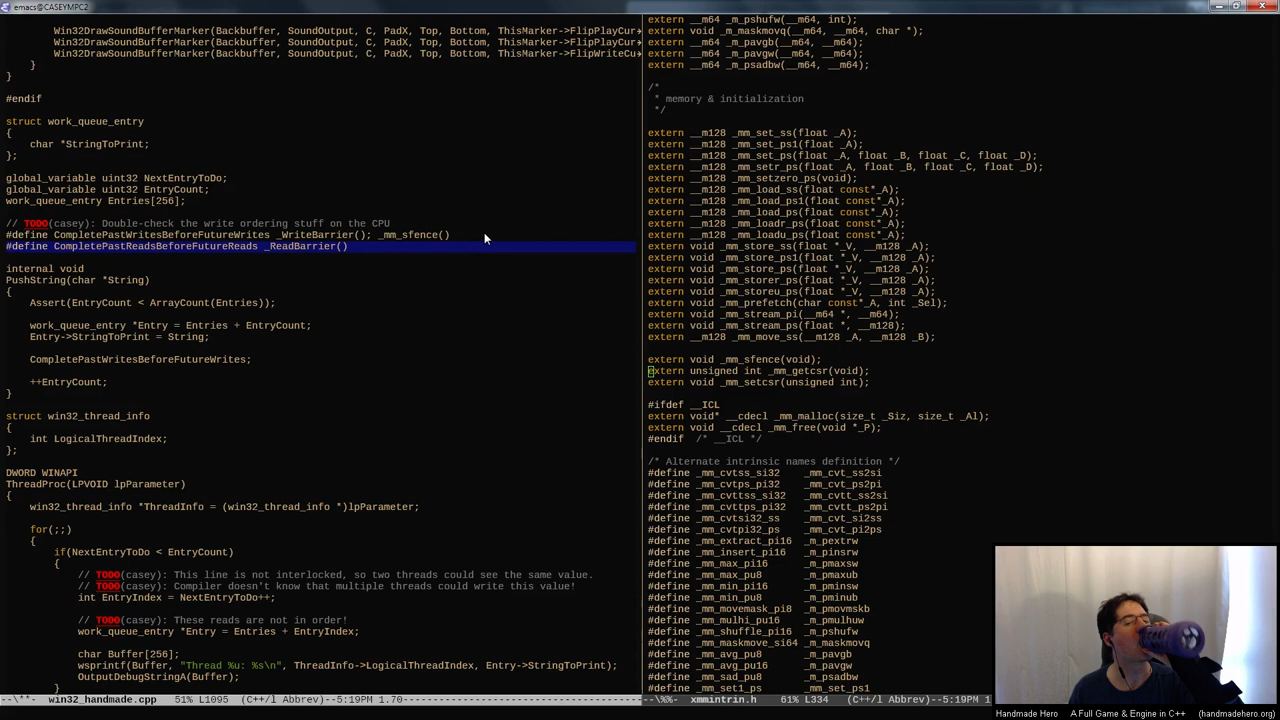 emacs@CASEYMPC2
Win32DrawSoundBufferMarker(Backbuffer, SoundOutput, C, PadX, Top, Bottom, ThisMarker->FlipPlayCur
Win32DrawSoundBufferMarker(Backbuffer, SoundOutput, C, PadX, Top, Bottom, ThisMarker->FlipPlayCur
Win32DrawSoundBufferMarker(Backbuffer, SoundOutput, C, PadX, Top, Bottom, ThisMarker->FlipWriteCu
}
}
#endif
struct work_queue_entry
{
char *StringToPrint;
};
global_variable uint32 NextEntryToDo;
global_variable uint32 EntryCount;
work_queue_entry Entries[256];
// TODO(casey): Double-check the write ordering stuff on the CPU
#define CompletePastWritesBeforeFutureWrites _WriteBarrier(); _mm_sfence()
#define CompletePastReadsBeforeFutureReads _ReadBarrier()
internal void
PushString(char *String)
{
Assert(EntryCount < ArrayCount(Entries));
work_queue_entry *Entry = Entries + EntryCount;
Entry->StringToPrint = String;
CompletePastWritesBeforeFutureWrites;
++EntryCount;
}
struct win32_thread_info
{
int LogicalThreadIndex;
};
DWORD WINAPI
ThreadProc(LPVOID lpParameter)
{
win32_thread_info *ThreadInfo = (win32_thread_info *)lpParameter;
for(;;)
{
if(NextEntryToDo < EntryCount)
{
// TODO(casey): This line is not interlocked, so two threads could see the same value.
// TODO(casey): Compiler doesn't know that multiple threads could write this value!
int EntryIndex = NextEntryToDo++;
// TODO(casey): These reads are not in order!
work_queue_entry *Entry = Entries + EntryIndex;
char Buffer[256];
wsprintf(Buffer, "Thread %u: %s\n", ThreadInfo->LogicalThreadIndex, Entry->StringToPrint);
OutputDebugStringA(Buffer);
}
--\**- win32_handmade.cpp 51% L1095 (C++/l Abbrev)--5:19PM 1.70--------
extern __m64 _m_pshufw(__m64, int);
extern void _m_maskmovq(__m64, __m64, char *);
extern __m64 _m_pavgb(__m64, __m64);
extern __m64 _m_pavgw(__m64, __m64);
extern __m64 _m_psadbw(__m64, __m64);
/*
* memory & initialization
*/
extern __m128 _mm_set_ss(float _A);
extern __m128 _mm_set_ps1(float _A);
extern __m128 _mm_set_ps(float _A, float _B, float _C, float _D);
extern __m128 _mm_setr_ps(float _A, float _B, float _C, float _D);
extern __m128 _mm_setzero_ps(void);
extern __m128 _mm_load_ss(float const*_A);
extern __m128 _mm_load_ps1(float const*_A);
extern __m128 _mm_load_ps(float const*_A);
extern __m128 _mm_loadr_ps(float const*_A);
extern __m128 _mm_loadu_ps(float const*_A);
extern void _mm_store_ss(float *_V, __m128 _A);
extern void _mm_store_ps1(float *_V, __m128 _A);
extern void _mm_store_ps(float *_V, __m128 _A);
extern void _mm_storer_ps(float *_V, __m128 _A);
extern void _mm_storeu_ps(float *_V, __m128 _A);
extern void _mm_prefetch(char const*_A, int _Sel);
extern void _mm_stream_pi(__m64 *, __m64);
extern void _mm_stream_ps(float *, __m128);
extern __m128 _mm_move_ss(__m128 _A, __m128 _B);
extern void _mm_sfence(void);
extern unsigned int _mm_getcsr(void);
extern void _mm_setcsr(unsigned int);
#ifdef __ICL
extern void* __cdecl _mm_malloc(size_t _Siz, size_t _Al);
extern void __cdecl _mm_free(void *_P);
#endif /* __ICL */
/* Alternate intrinsic names definition */
#define _mm_cvtss_si32 _mm_cvt_ss2si
#define _mm_cvtps_pi32 _mm_cvt_ps2pi
#define _mm_cvttss_si32 _mm_cvtt_ss2si
#define _mm_cvttps_pi32 _mm_cvtt_ps2pi
#define _mm_cvtsi32_ss _mm_cvt_si2ss
#define _mm_cvtpi32_ps _mm_cvt_pi2ps
#define _mm_extract_pi16 _m_pextrw
#define _mm_insert_pi16 _m_pinsrw
#define _mm_max_pi16 _m_pmaxsw
#define _mm_max_pu8 _m_pmaxub
#define _mm_min_pi16 _m_pminsw
#define _mm_min_pu8 _m_pminub
#define _mm_movemask_pi8 _m_pmovmskb
#define _mm_mulhi_pu16 _m_pmulhuw
#define _mm_shuffle_pi16 _m_pshufw
#define _mm_maskmove_si64 _m_maskmovq
#define _mm_avg_pu8 _m_pavgb
#define _mm_avg_pu16 _m_pavgw
#define _mm_sad_pu8 _m_psadbw
#define _mm_set1_ps _mm_set_ps1
--\%%- xmmintrin.h 61% L334 (C++/l Abbrev)--5:19PM 1
Handmade Hero A Full Game & Engine in C++ (handmadehero.org)